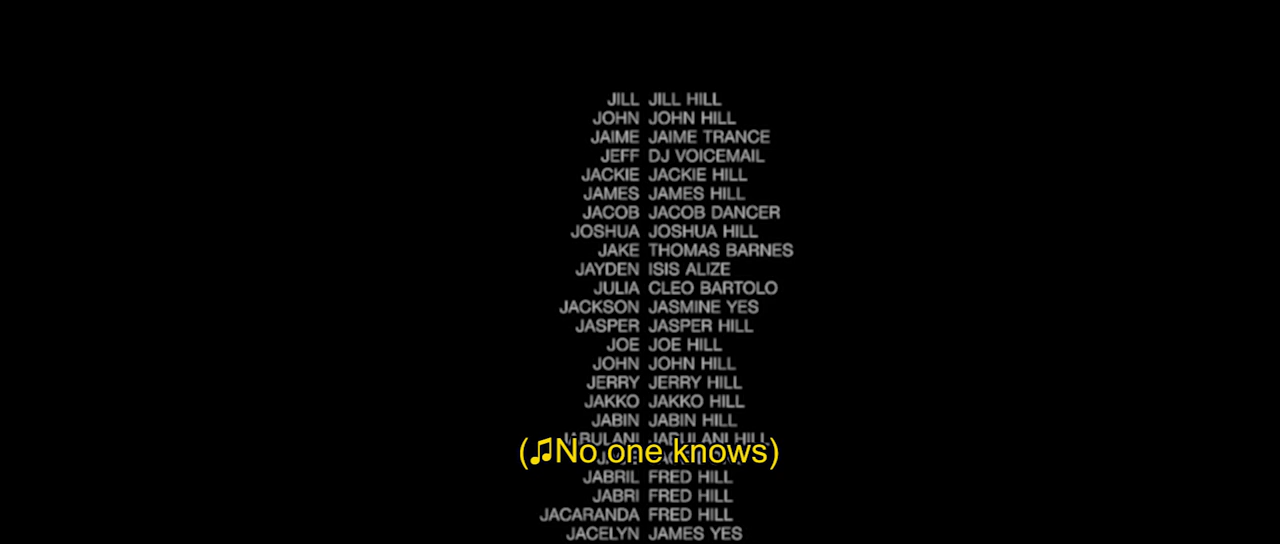 JILL JILL HILL
JOHN JOHN HILL
JAIME JAIME TRANCE
JEFF DJ VOICEMAIL
JACKIE JACKIE HILL
JAMES JAMES HILL
JACOB JACOB DANCER
JOSHUA JOSHUA HILL
JAKE THOMAS BARNES
JAYDEN ISIS ALIZE
JULIA CLEO BARTOLO
JACKSON JASMINE YES
JASPER JASPER HILL
JOE JOE HILL
JOHN JOHN HILL
JERRY JERRY HILL
JAKKO JAKKO HILL
JABIN JABIN HILL
JABULANI JABULANI HILL
(♫No one knows)
JABRIL FRED HILL
JABRI FRED HILL
JACARANDA FRED HILL
JACELYN JAMES YES